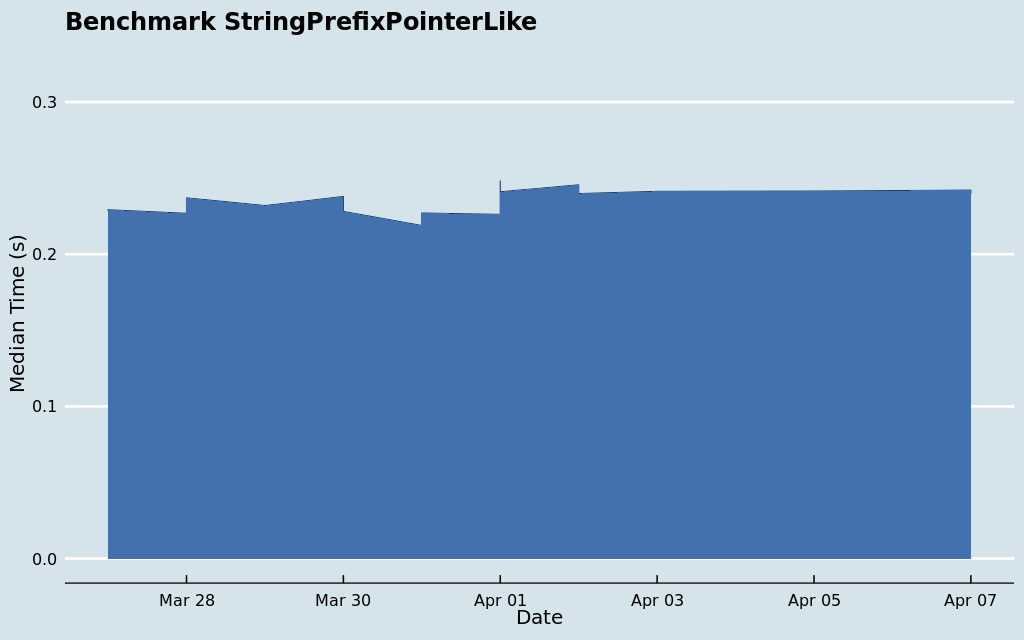 Benchmark StringPrefixPointerLike
0.3
0.2
0.1
0.0
Median Time (s)
Mar 28 Mar 30 Apr 01 Apr 03 Apr 05 Apr 07
Date